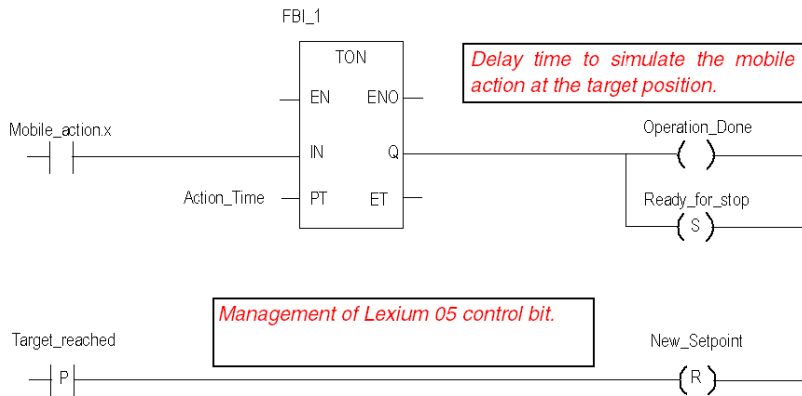 FBI_1
TON
Delay time to simulate the mobile
action at the target position.
EN ENO
Mobile_action.x
Operation_Done
IN Q
Action_Time PT ET
Ready_for_stop
S
Management of Lexium 05 control bit.
Target_reached
New_Setpoint
P
R